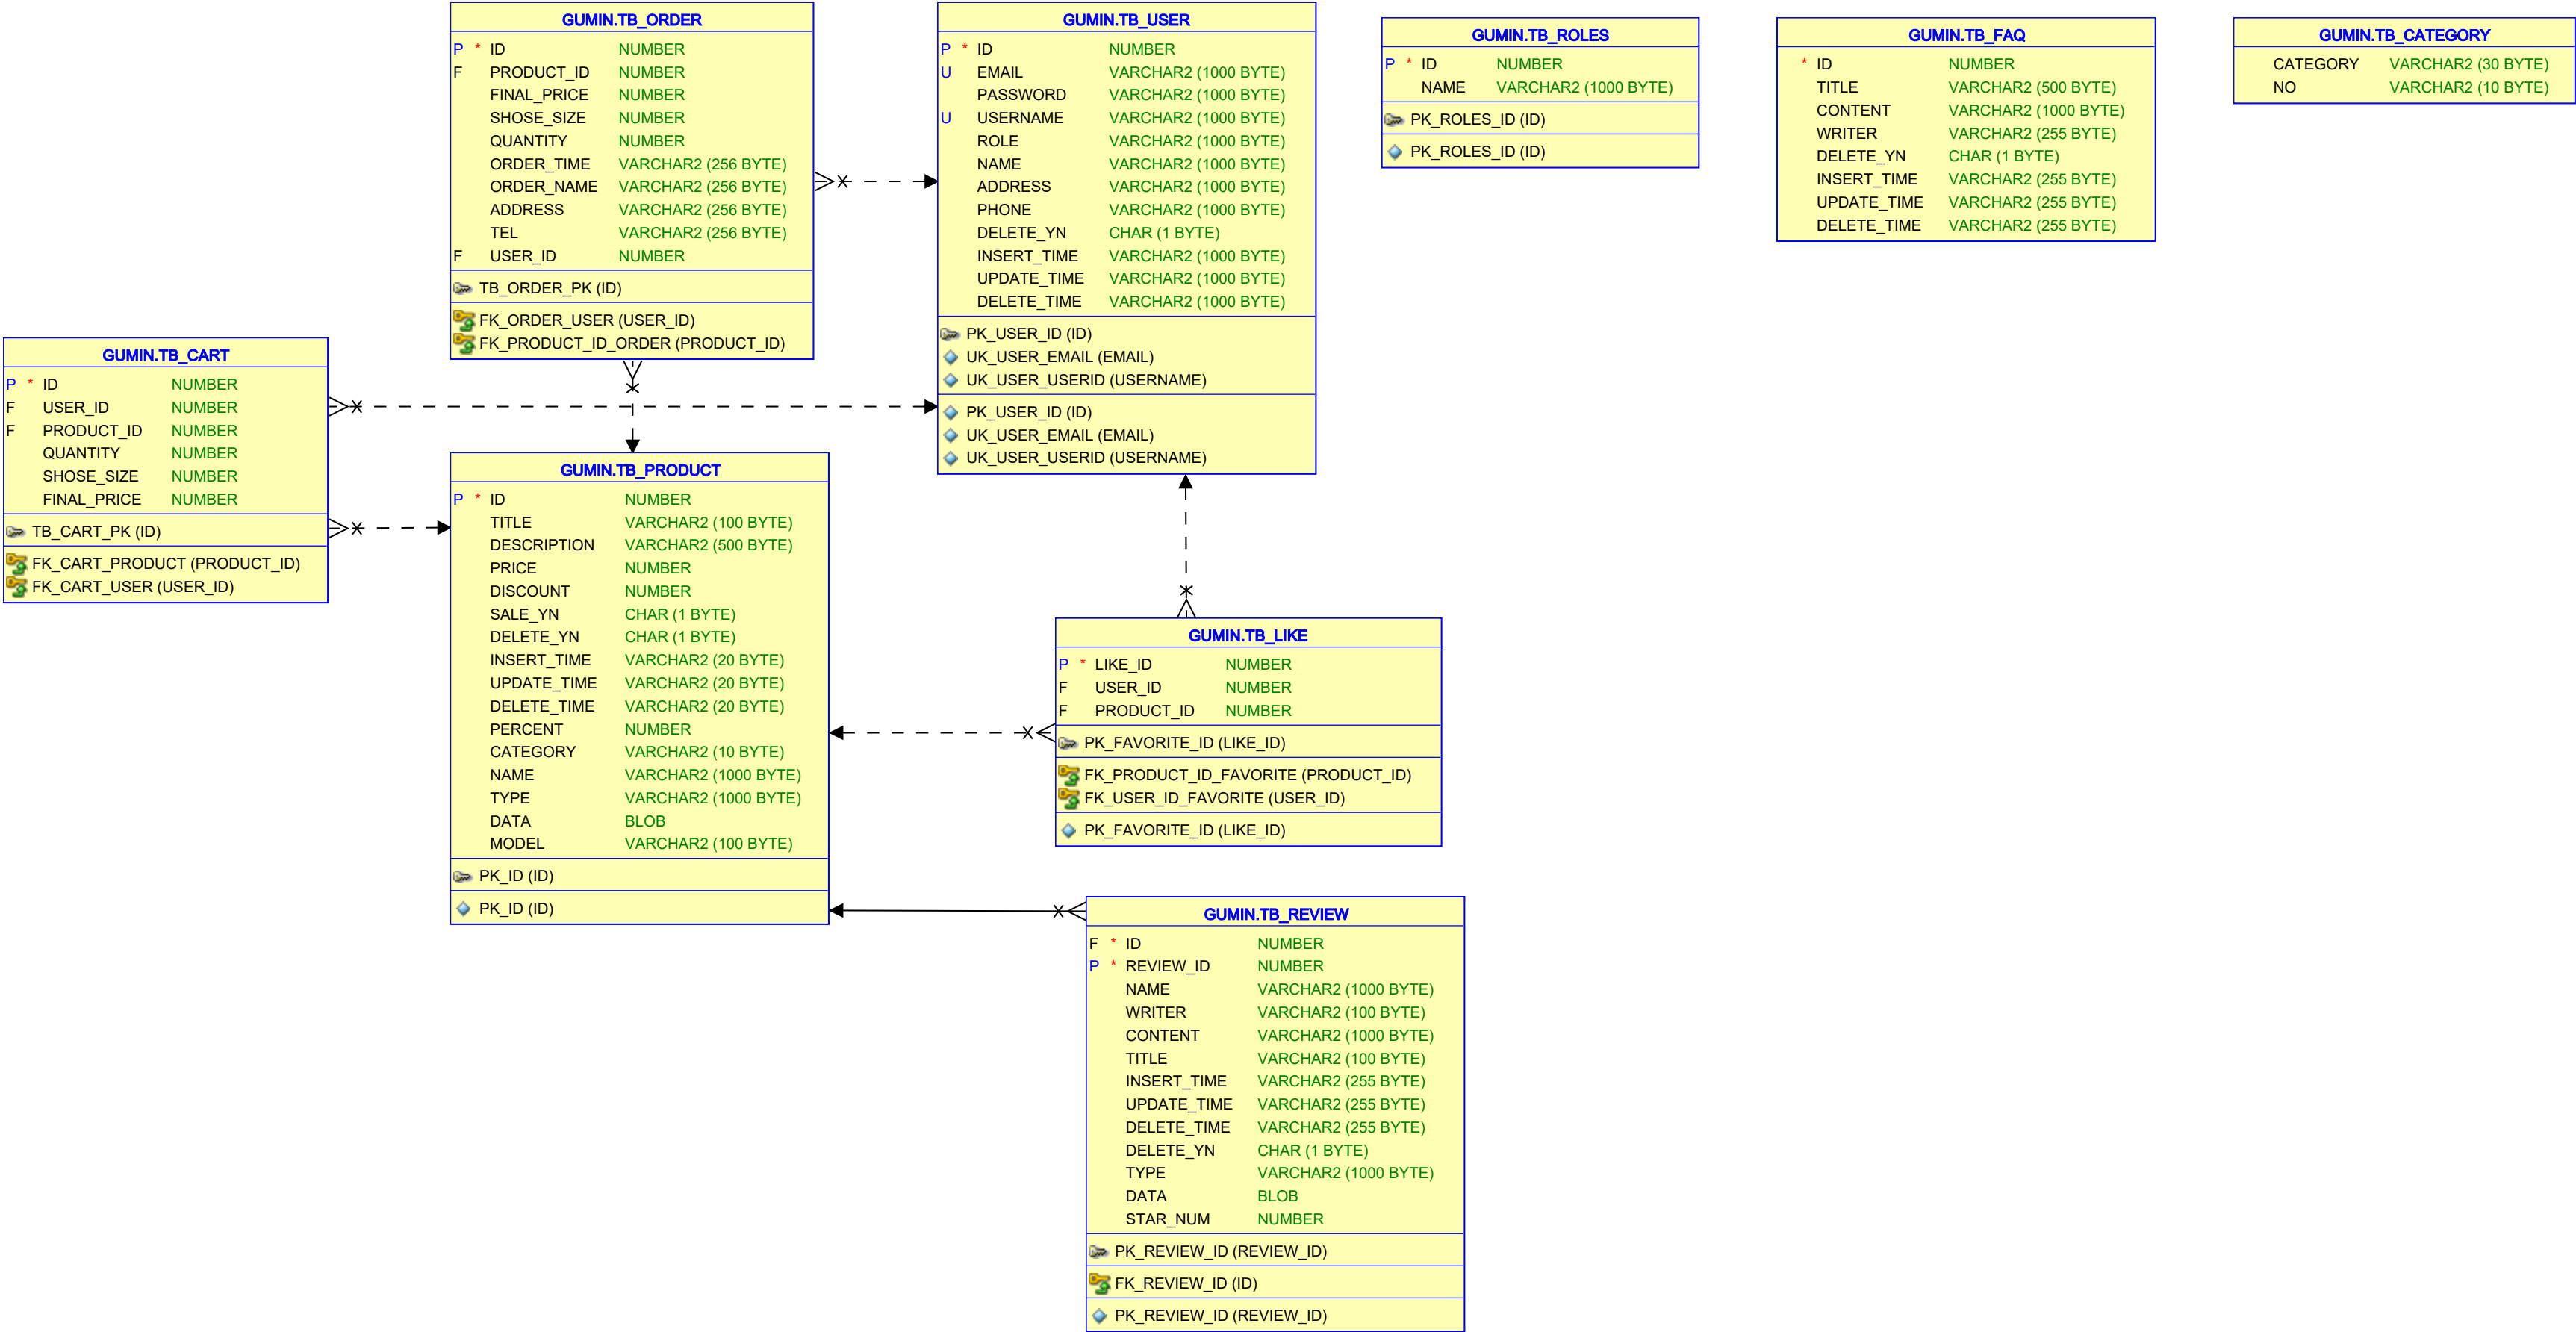 GUMIN.TB_ORDER
P * ID NUMBER
F PRODUCT_ID NUMBER
FINAL_PRICE NUMBER
SHOSE_SIZE NUMBER
QUANTITY NUMBER
ORDER_TIME VARCHAR2 (256 BYTE)
ORDER_NAME VARCHAR2 (256 BYTE)
ADDRESS VARCHAR2 (256 BYTE)
TEL VARCHAR2 (256 BYTE)
F USER_ID NUMBER
TB_ORDER_PK (ID)
FK_ORDER_USER (USER_ID)
FK_PRODUCT_ID_ORDER (PRODUCT_ID)
GUMIN.TB_USER
P * ID NUMBER
U EMAIL VARCHAR2 (1000 BYTE)
PASSWORD VARCHAR2 (1000 BYTE)
U USERNAME VARCHAR2 (1000 BYTE)
ROLE VARCHAR2 (1000 BYTE)
NAME VARCHAR2 (1000 BYTE)
ADDRESS VARCHAR2 (1000 BYTE)
PHONE VARCHAR2 (1000 BYTE)
DELETE_YN CHAR (1 BYTE)
INSERT_TIME VARCHAR2 (1000 BYTE)
UPDATE_TIME VARCHAR2 (1000 BYTE)
DELETE_TIME VARCHAR2 (1000 BYTE)
PK_USER_ID (ID)
UK_USER_EMAIL (EMAIL)
UK_USER_USERID (USERNAME)
PK_USER_ID (ID)
UK_USER_EMAIL (EMAIL)
UK_USER_USERID (USERNAME)
GUMIN.TB_ROLES
P * ID NUMBER
NAME VARCHAR2 (1000 BYTE)
PK_ROLES_ID (ID)
PK_ROLES_ID (ID)
GUMIN.TB_FAQ
* ID NUMBER
TITLE VARCHAR2 (500 BYTE)
CONTENT VARCHAR2 (1000 BYTE)
WRITER VARCHAR2 (255 BYTE)
DELETE_YN CHAR (1 BYTE)
INSERT_TIME VARCHAR2 (255 BYTE)
UPDATE_TIME VARCHAR2 (255 BYTE)
DELETE_TIME VARCHAR2 (255 BYTE)
GUMIN.TB_CATEGORY
CATEGORY VARCHAR2 (30 BYTE)
NO VARCHAR2 (10 BYTE)
GUMIN.TB_CART
P * ID NUMBER
F USER_ID NUMBER
F PRODUCT_ID NUMBER
QUANTITY NUMBER
SHOSE_SIZE NUMBER
FINAL_PRICE NUMBER
TB_CART_PK (ID)
FK_CART_PRODUCT (PRODUCT_ID)
FK_CART_USER (USER_ID)
GUMIN.TB_PRODUCT
P * ID NUMBER
TITLE VARCHAR2 (100 BYTE)
DESCRIPTION VARCHAR2 (500 BYTE)
PRICE NUMBER
DISCOUNT NUMBER
SALE_YN CHAR (1 BYTE)
DELETE_YN CHAR (1 BYTE)
INSERT_TIME VARCHAR2 (20 BYTE)
UPDATE_TIME VARCHAR2 (20 BYTE)
DELETE_TIME VARCHAR2 (20 BYTE)
PERCENT NUMBER
CATEGORY VARCHAR2 (10 BYTE)
NAME VARCHAR2 (1000 BYTE)
TYPE VARCHAR2 (1000 BYTE)
DATA BLOB
MODEL VARCHAR2 (100 BYTE)
PK_ID (ID)
PK_ID (ID)
GUMIN.TB_LIKE
P * LIKE_ID NUMBER
F USER_ID NUMBER
F PRODUCT_ID NUMBER
PK_FAVORITE_ID (LIKE_ID)
FK_PRODUCT_ID_FAVORITE (PRODUCT_ID)
FK_USER_ID_FAVORITE (USER_ID)
PK_FAVORITE_ID (LIKE_ID)
GUMIN.TB_REVIEW
F * ID NUMBER
P * REVIEW_ID NUMBER
NAME VARCHAR2 (1000 BYTE)
WRITER VARCHAR2 (100 BYTE)
CONTENT VARCHAR2 (1000 BYTE)
TITLE VARCHAR2 (100 BYTE)
INSERT_TIME VARCHAR2 (255 BYTE)
UPDATE_TIME VARCHAR2 (255 BYTE)
DELETE_TIME VARCHAR2 (255 BYTE)
DELETE_YN CHAR (1 BYTE)
TYPE VARCHAR2 (1000 BYTE)
DATA BLOB
STAR_NUM NUMBER
PK_REVIEW_ID (REVIEW_ID)
FK_REVIEW_ID (ID)
PK_REVIEW_ID (REVIEW_ID)